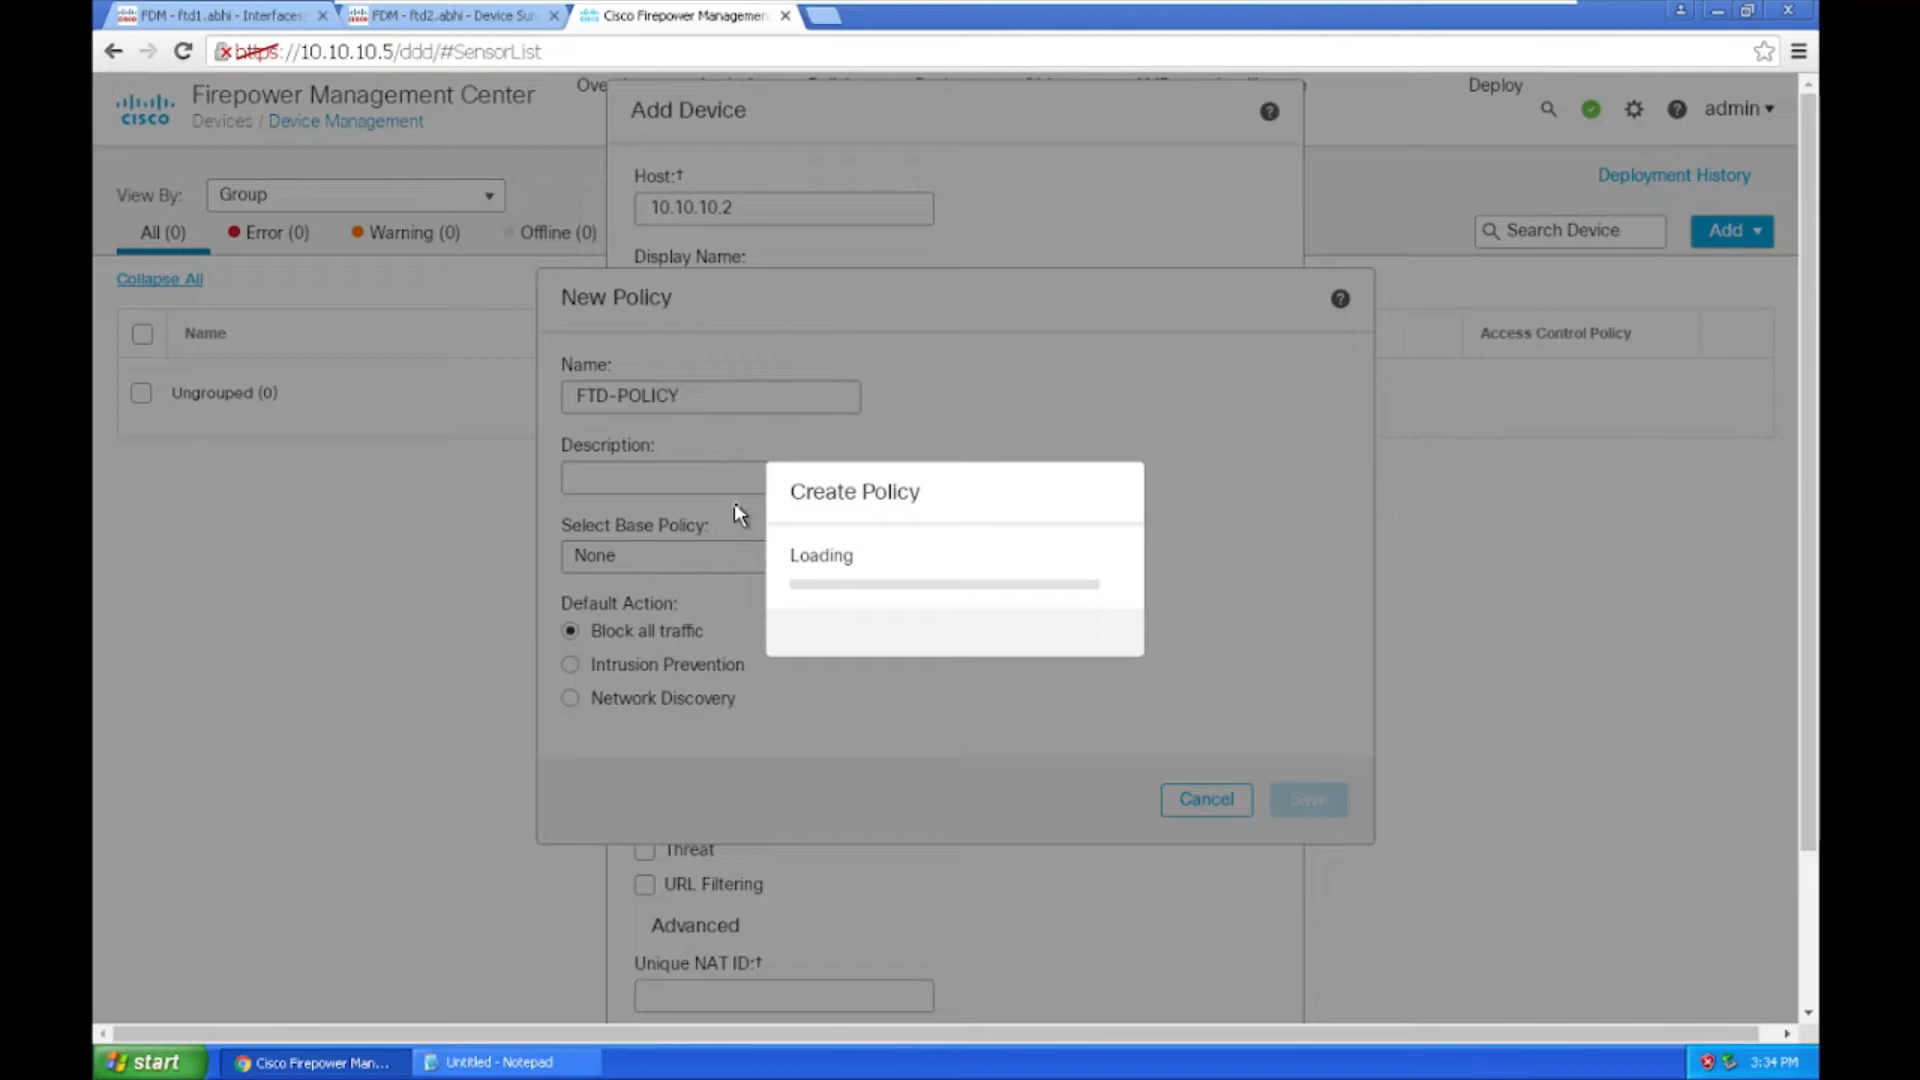 FDM - ftd1.abhi - Interfaces
FDM - ftd2.abhi - Device Sum
Cisco Firepower Managemen
https://10.10.10.5/ddd/#SensorList
CISCO
Firepower Management Center
Devices / Device Management
Deploy
admin
Add Device
Host:†
10.10.10.2
Display Name:
Deployment History
View By:
Group
All (0)
Error (0)
Warning (0)
Offline (0)
Search Device
Add
Collapse All
Name
Access Control Policy
Ungrouped (0)
New Policy
Name:
FTD-POLICY
Description:
Select Base Policy:
None
Default Action:
Block all traffic
Intrusion Prevention
Network Discovery
Create Policy
Loading
Cancel
Save
Threat
URL Filtering
Advanced
Unique NAT ID:†
start
Cisco Firepower Man...
Untitled - Notepad
3:34 PM